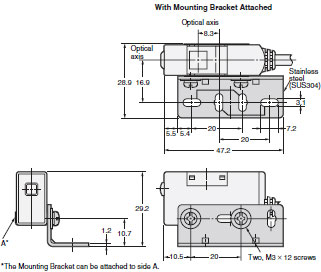 With Mounting Bracket Attached
Optical axis
8.3
Optical
axis
Stainless
steel
(SUS304)
28.9
16.9
3.1
5.5
5.4
20
7.2
20
47.2
29.2
1.2
10.7
A*
10.5
20
Two, M3 × 12 screws
*The Mounting Bracket can be attached to side A.